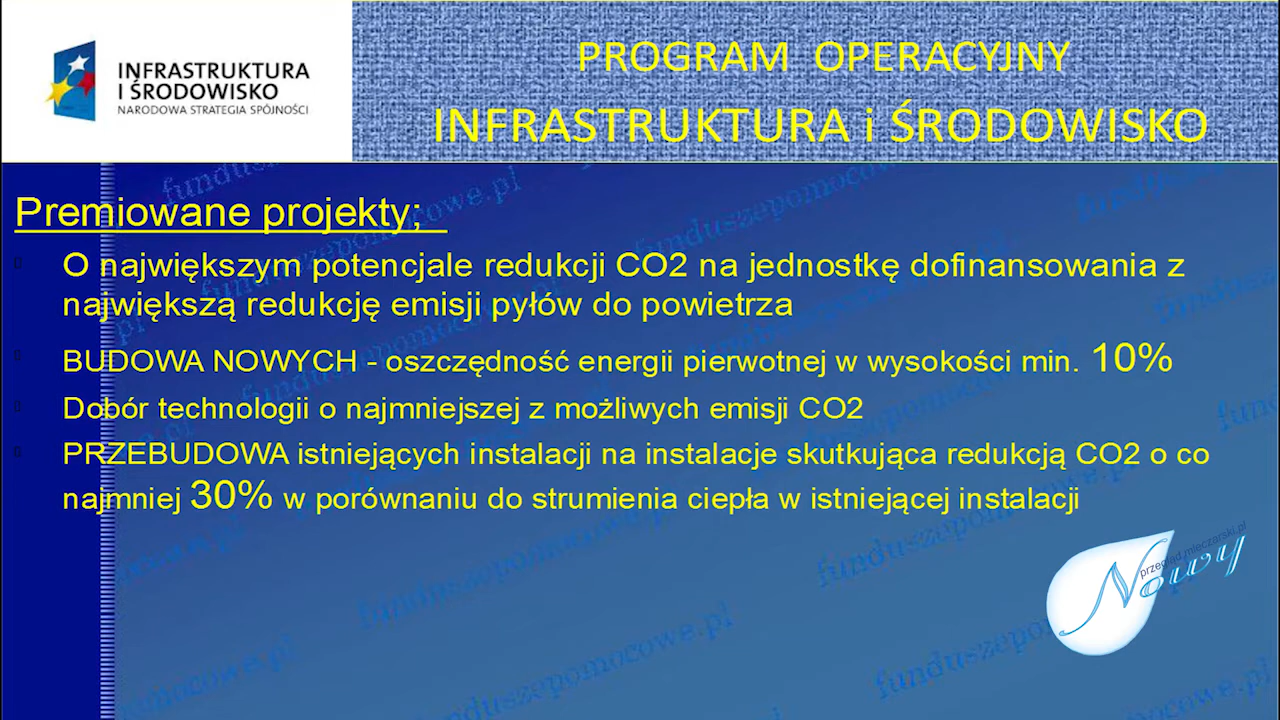 INFRASTRUKTURA
I ŚRODOWISKO
NARODOWA STRATEGIA SPÓJNOŚCI
PROGRAM OPERACYJNY
INFRASTRUKTURA i ŚRODOWISKO
Premiowane projekty;
O największym potencjale redukcji CO2 na jednostkę dofinansowania z
największą redukcję emisji pyłów do powietrza
BUDOWA NOWYCH - oszczędność energii pierwotnej w wysokości min. 10%
Dobór technologii o najmniejszej z możliwych emisji CO2
PRZEBUDOWA istniejących instalacji na instalacje skutkująca redukcją CO2 o co
najmniej 30% w porównaniu do strumienia ciepła w istniejącej instalacji
przegląd mleczarski.pl
Nowy
funduszepomocowe.pl